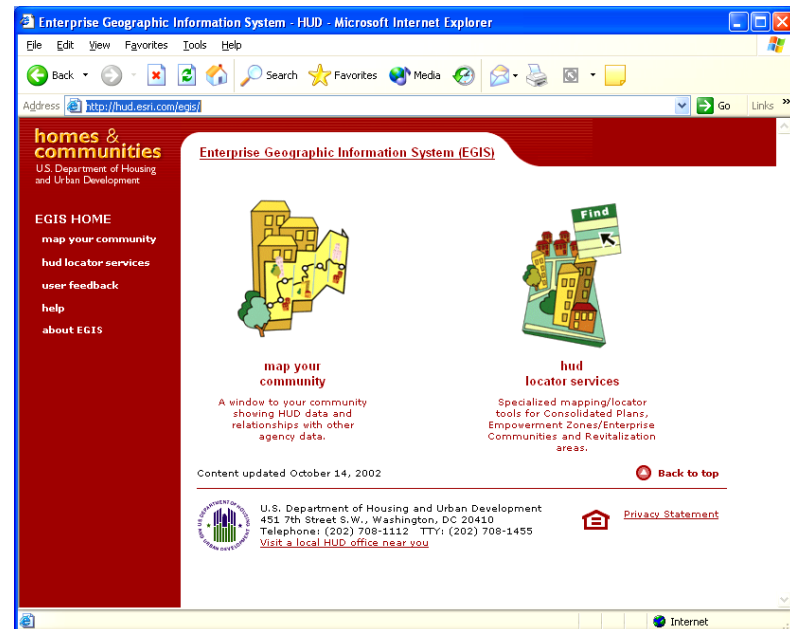 Enterprise Geographic Information System - HUD - Microsoft Internet Explorer
File Edit View Favorites Tools Help
Back Search Favorites Media
Address http://hud.esri.com/egis/ Go Links »
homes &
communities
U.S. Department of Housing
and Urban Development
Enterprise Geographic Information System (EGIS)
EGIS HOME
map your community
hud locator services
user feedback
help
about EGIS
Find
map your
community
A window to your community
showing HUD data and
relationships with other
agency data.
hud
locator services
Specialized mapping/locator
tools for Consolidated Plans,
Empowerment Zones/Enterprise
Communities and Revitalization
areas.
Content updated October 14, 2002
Back to top
U.S. Department of Housing and Urban Development
451 7th Street S.W., Washington, DC 20410
Telephone: (202) 708-1112 TTY: (202) 708-1455
Visit a local HUD office near you
Privacy Statement
Internet